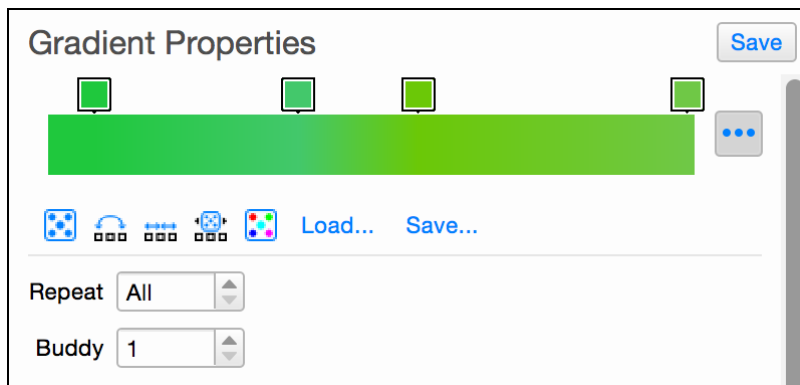 Gradient Properties
Save
Load... Save...
Repeat All
Buddy 1